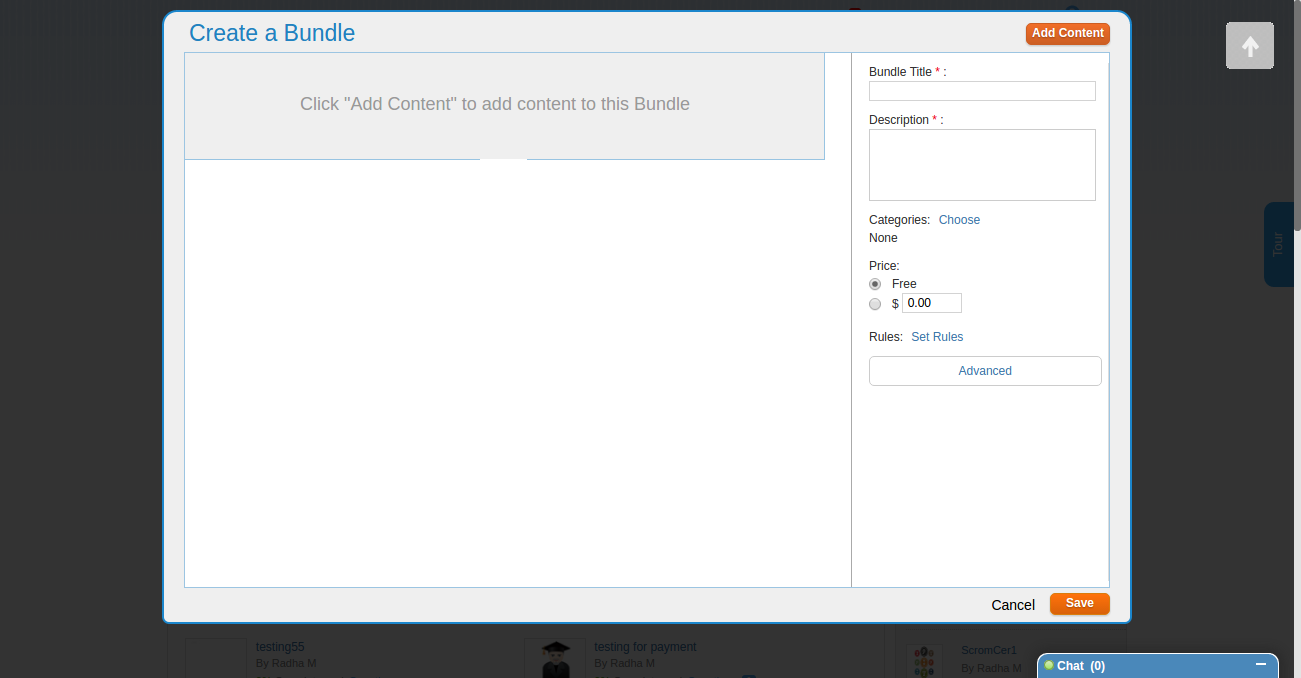 Create a Bundle
Add Content
Click "Add Content" to add content to this Bundle
Bundle Title * :
Description * :
Categories: Choose
None
Price:
Free
$ 0.00
Rules: Set Rules
Advanced
Cancel
Save
Tour
testing55
By Radha M
testing for payment
By Radha M
ScromCer1
By Radha M
Chat (0)